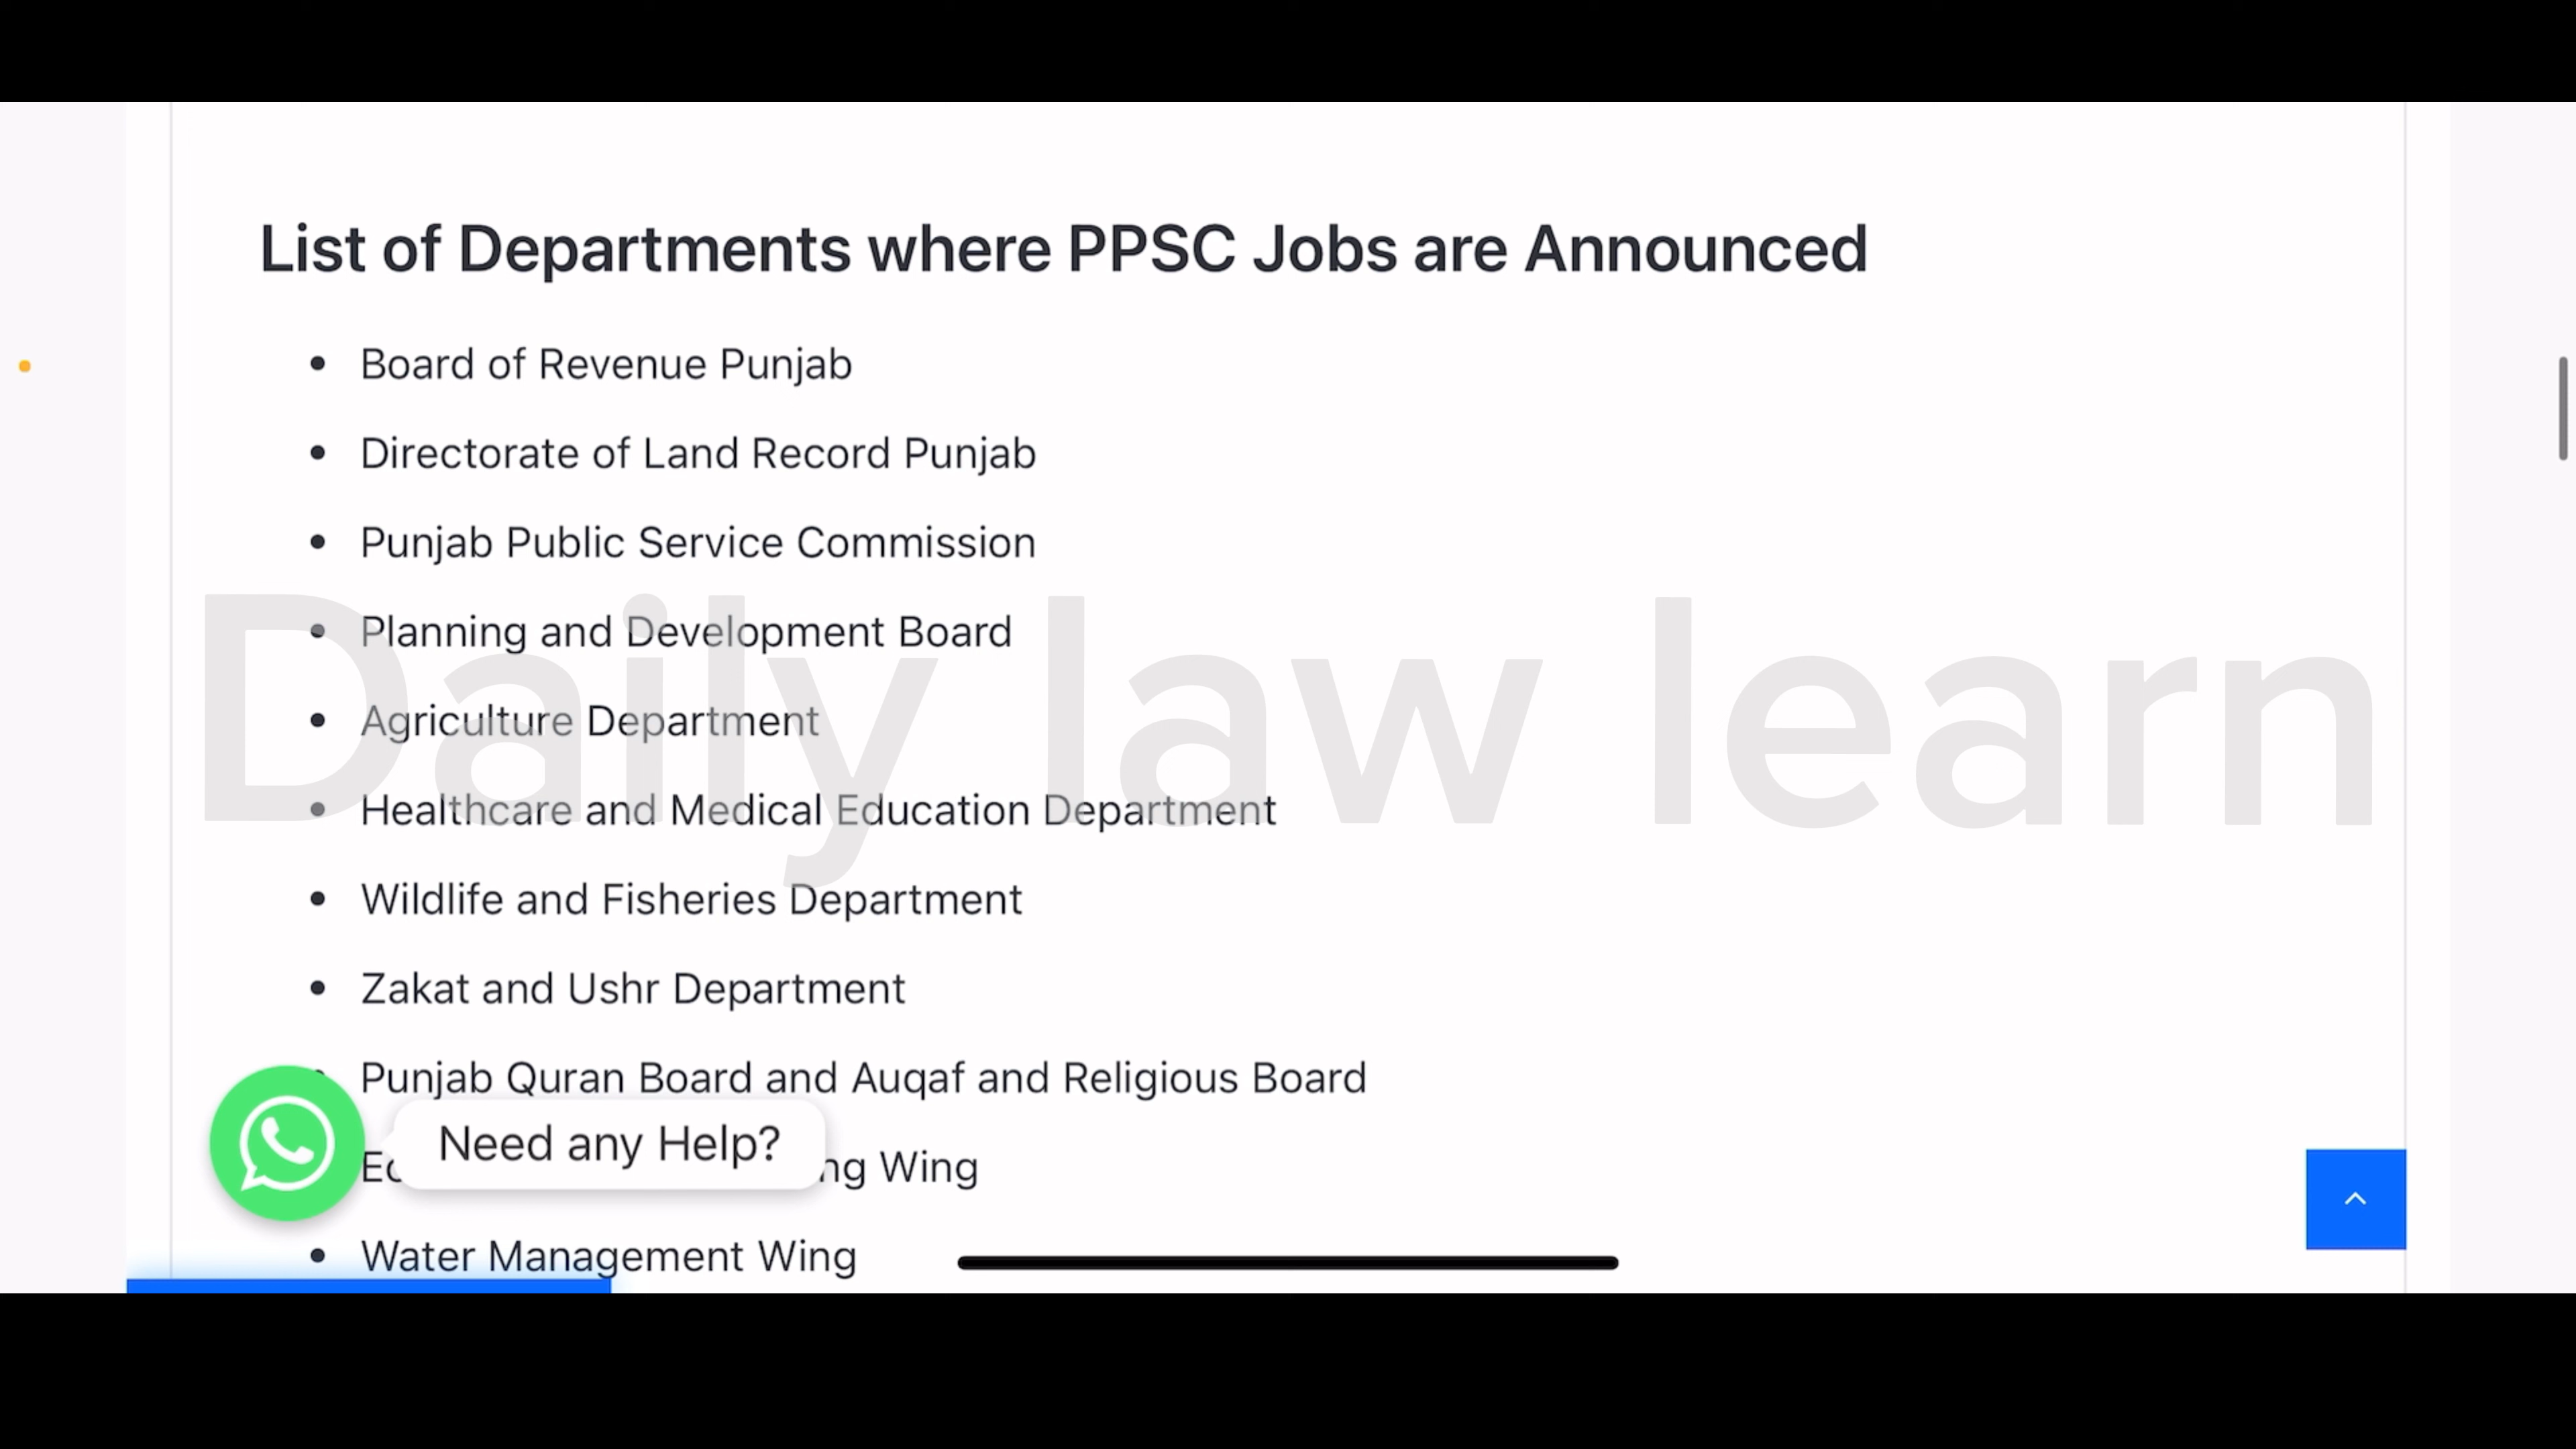 List of Departments where PPSC Jobs are Announced
Board of Revenue Punjab
Directorate of Land Record Punjab
Punjab Public Service Commission
Planning and Development Board
Daily law learn
Agriculture Department
Healthcare and Medical Education Department
Wildlife and Fisheries Department
Zakat and Ushr Department
Punjab Quran Board and Auqaf and Religious Board
Need any Help?
Wing
Water Management Wing